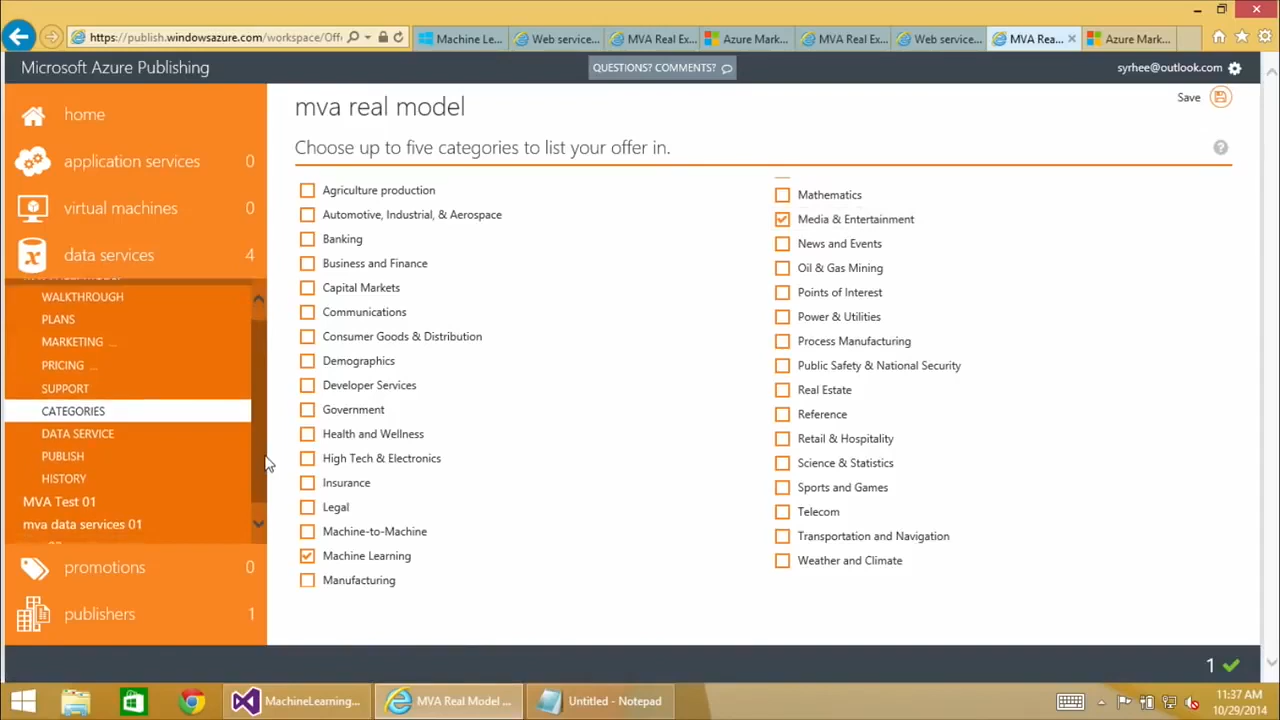 https://publish.windowsazure.com/workspace/Off
Machine Le...
Web service...
MVA Real Ex...
Azure Mark...
MVA Real Ex...
Web service...
MVA Rea...
Azure Mark...
Microsoft Azure Publishing
QUESTIONS? COMMENTS?
syrhee@outlook.com
home
application services 0
virtual machines 0
data services 4
WALKTHROUGH
PLANS
MARKETING ...
PRICING ...
SUPPORT
CATEGORIES
DATA SERVICE
PUBLISH
HISTORY
MVA Test 01
mva data services 01
promotions 0
publishers 1
mva real model
Save
Choose up to five categories to list your offer in.
?
Agriculture production
Automotive, Industrial, & Aerospace
Banking
Business and Finance
Capital Markets
Communications
Consumer Goods & Distribution
Demographics
Developer Services
Government
Health and Wellness
High Tech & Electronics
Insurance
Legal
Machine-to-Machine
Machine Learning
Manufacturing
Mathematics
Media & Entertainment
News and Events
Oil & Gas Mining
Points of Interest
Power & Utilities
Process Manufacturing
Public Safety & National Security
Real Estate
Reference
Retail & Hospitality
Science & Statistics
Sports and Games
Telecom
Transportation and Navigation
Weather and Climate
1
MachineLearning...
MVA Real Model ...
Untitled - Notepad
11:37 AM
10/29/2014